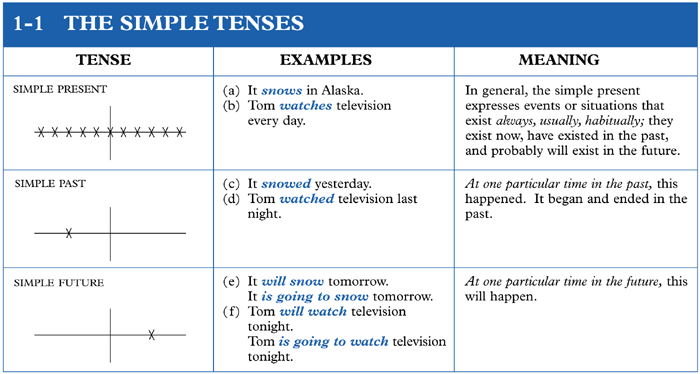 1-1 THE SIMPLE TENSES
TENSE
EXAMPLES
MEANING
SIMPLE PRESENT
(a) It snows in Alaska.
(b) Tom watches television
every day.
In general, the simple present
expresses events or situations that
exist always, usually, habitually; they
exist now, have existed in the past,
and probably will exist in the future.
SIMPLE PAST
(c) It snowed yesterday.
(d) Tom watched television last
night.
At one particular time in the past, this
happened. It began and ended in the
past.
SIMPLE FUTURE
(e) It will snow tomorrow.
It is going to snow tomorrow.
(f) Tom will watch television
tonight.
Tom is going to watch television
tonight.
At one particular time in the future, this
will happen.